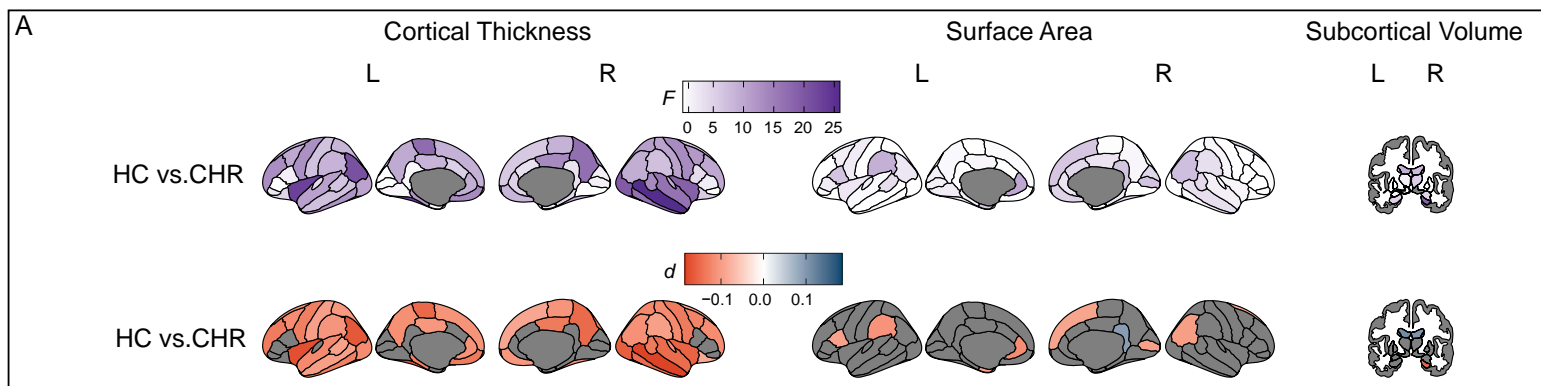 A
Cortical Thickness Surface Area Subcortical Volume
L R L R L R
F
0 5 10 15 20 25
HC vs.CHR
d
−0.1 0.0 0.1
HC vs.CHR